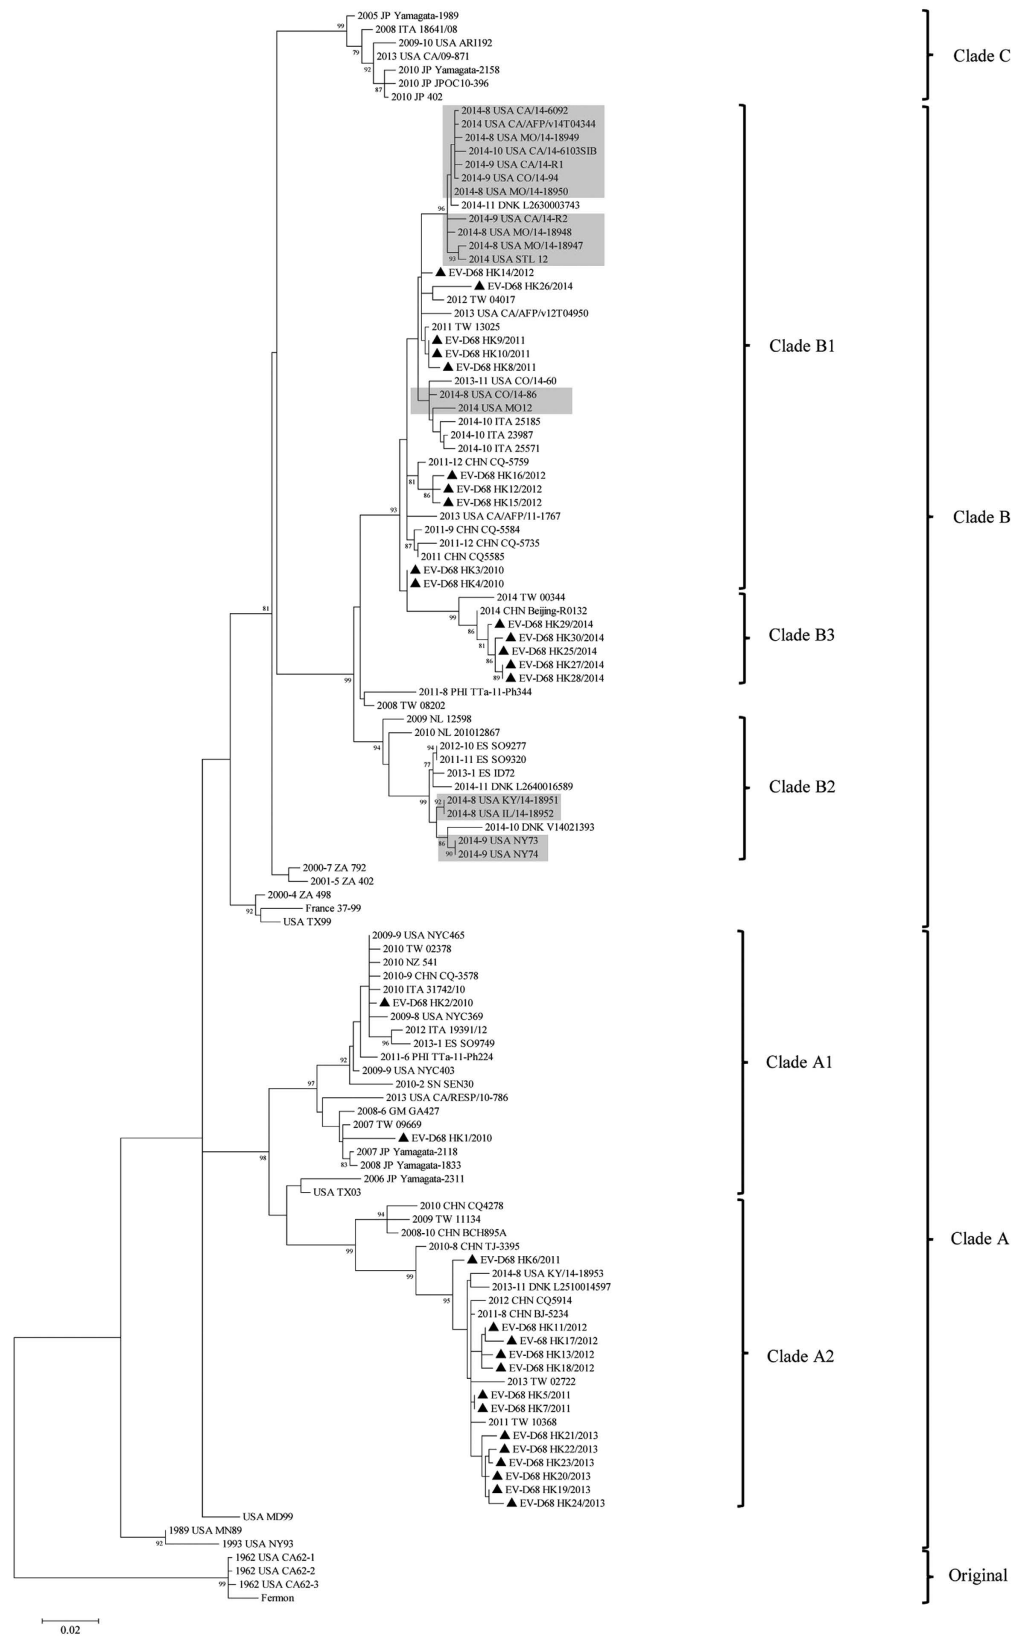 2005 JP Yamagata-1989
2008 ITA 18641/08
2009-10 USA ARI192
2013 USA CA/09-871
2010 JP Yamagata-2158
2010 JP JPOC10-396
2010 JP 402
99
79
92
87
Clade C
2014-8 USA CA/14-6092
2014 USA CA/AFP/v14T04344
2014-8 USA MO/14-18949
2014-10 USA CA/14-6103SIB
2014-9 USA CA/14-R1
2014-9 USA CO/14-94
2014-8 USA MO/14-18950
2014-11 DNK L2630003743
96
2014-9 USA CA/14-R2
2014-8 USA MO/14-18948
2014-8 USA MO/14-18947
93
2014 USA STL 12
EV-D68 HK14/2012
EV-D68 HK26/2014
2012 TW 04017
2013 USA CA/AFP/v12T04950
2011 TW 13025
EV-D68 HK9/2011
EV-D68 HK10/2011
EV-D68 HK8/2011
Clade B1
2013-11 USA CO/14-60
2014-8 USA CO/14-86
2014 USA MO12
2014-10 ITA 25185
2014-10 ITA 23987
2014-10 ITA 25571
2011-12 CHN CQ-5759
EV-D68 HK16/2012
81
EV-D68 HK12/2012
86
EV-D68 HK15/2012
93
2013 USA CA/AFP/11-1767
Clade B
2011-9 CHN CQ-5584
2011-12 CHN CQ-5735
87
2011 CHN CQ5585
EV-D68 HK3/2010
EV-D68 HK4/2010
2014 TW 00344
2014 CHN Beijing-R0132
81
99
EV-D68 HK29/2014
86
EV-D68 HK30/2014
Clade B3
81
EV-D68 HK25/2014
86
EV-D68 HK27/2014
EV-D68 HK28/2014
89
99
2011-8 PHI TTa-11-Ph344
2008 TW 08202
2009 NL 12598
2010 NL 201012867
94
2012-10 ES SO9277
94
2011-11 ES SO9320
77
2013-1 ES ID72
2014-11 DNK L2640016589
Clade B2
99
92
2014-8 USA KY/14-18951
2014-8 USA IL/14-18952
2014-10 DNK V14021393
86
2014-9 USA NY73
90
2014-9 USA NY74
2000-7 ZA 792
2001-5 ZA 402
2000-4 ZA 498
92
France 37-99
USA TX99
2009-9 USA NYC465
2010 TW 02378
2010 NZ 541
2010-9 CHN CQ-3578
2010 ITA 31742/10
EV-D68 HK2/2010
2009-8 USA NYC369
2012 ITA 19391/12
96
2013-1 ES SO9749
2011-6 PHI TTa-11-Ph224
92
2009-9 USA NYC403
Clade A1
2010-2 SN SEN30
97
2013 USA CA/RESP/10-786
2008-6 GM GA427
2007 TW 09669
EV-D68 HK1/2010
2007 JP Yamagata-2118
98
83
2008 JP Yamagata-1833
2006 JP Yamagata-2311
USA TX03
2010 CHN CQ4278
94
2009 TW 11134
2008-10 CHN BCH895A
Clade A
99
2010-8 CHN TJ-3395
EV-D68 HK6/2011
99
2014-8 USA KY/14-18953
2013-11 DNK L2510014597
95
2012 CHN CQ5914
2011-8 CHN BJ-5234
EV-D68 HK11/2012
EV-68 HK17/2012
EV-D68 HK13/2012
Clade A2
EV-D68 HK18/2012
2013 TW 02722
EV-D68 HK5/2011
EV-D68 HK7/2011
2011 TW 10368
EV-D68 HK21/2013
EV-D68 HK22/2013
EV-D68 HK23/2013
EV-D68 HK20/2013
EV-D68 HK19/2013
EV-D68 HK24/2013
USA MD99
1989 USA MN89
92
1993 USA NY93
1962 USA CA62-1
1962 USA CA62-2
Original
99
1962 USA CA62-3
Fermon
0.02